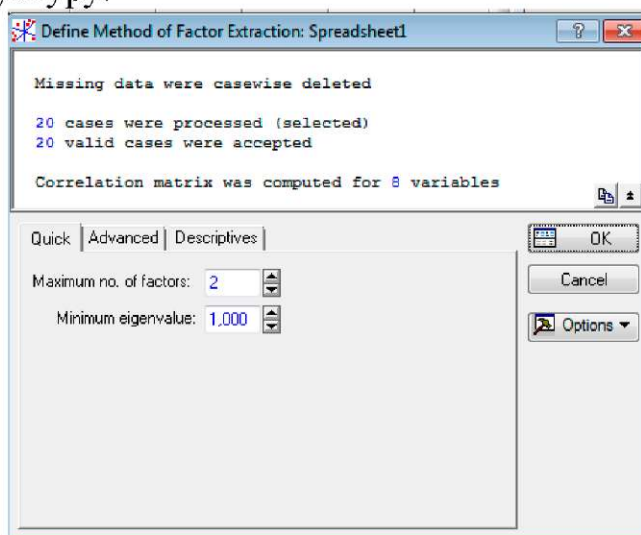 Define Method of Factor Extraction: Spreadsheet1
Missing data were casewise deleted
20 cases were processed (selected)
20 valid cases were accepted
Correlation matrix was computed for 8 variables
Quick Advanced Descriptives
OK
Maximum no. of factors: 2
Cancel
Minimum eigenvalue: 1,000
Options